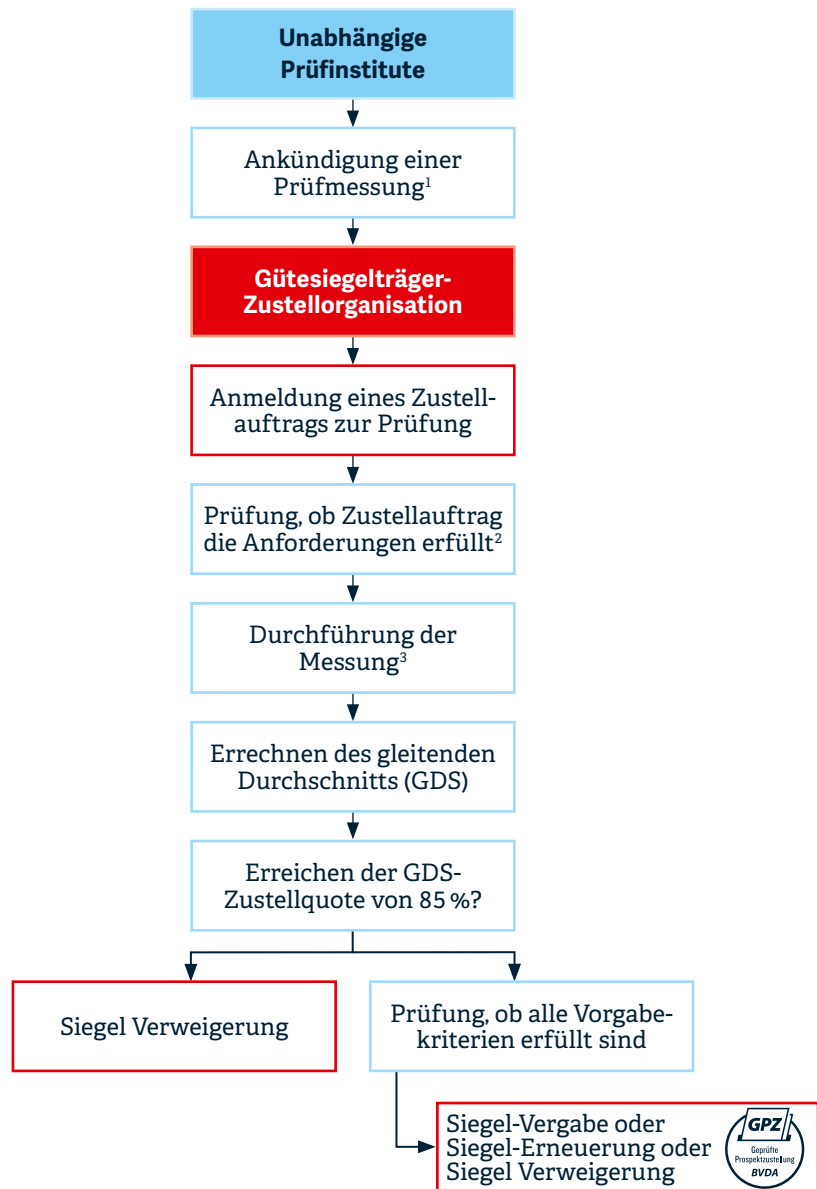 Unabhängige
Prüfinstitute
Ankündigung einer
Prüfmessung¹
Gütesiegelträger-
Zustellorganisation
Anmeldung eines Zustell-
auftrags zur Prüfung
Prüfung, ob Zustellauftrag
die Anforderungen erfüllt²
Durchführung der
Messung³
Errechnen des gleitenden
Durchschnitts (GDS)
Erreichen der GDS-
Zustellquote von 85 %?
Siegel Verweigerung
Prüfung, ob alle Vorgabe-
kriterien erfüllt sind
Siegel-Vergabe oder
Siegel-Erneuerung oder
Siegel Verweigerung
GPZ
Geprüfte
Prospektzustellung
BVDA